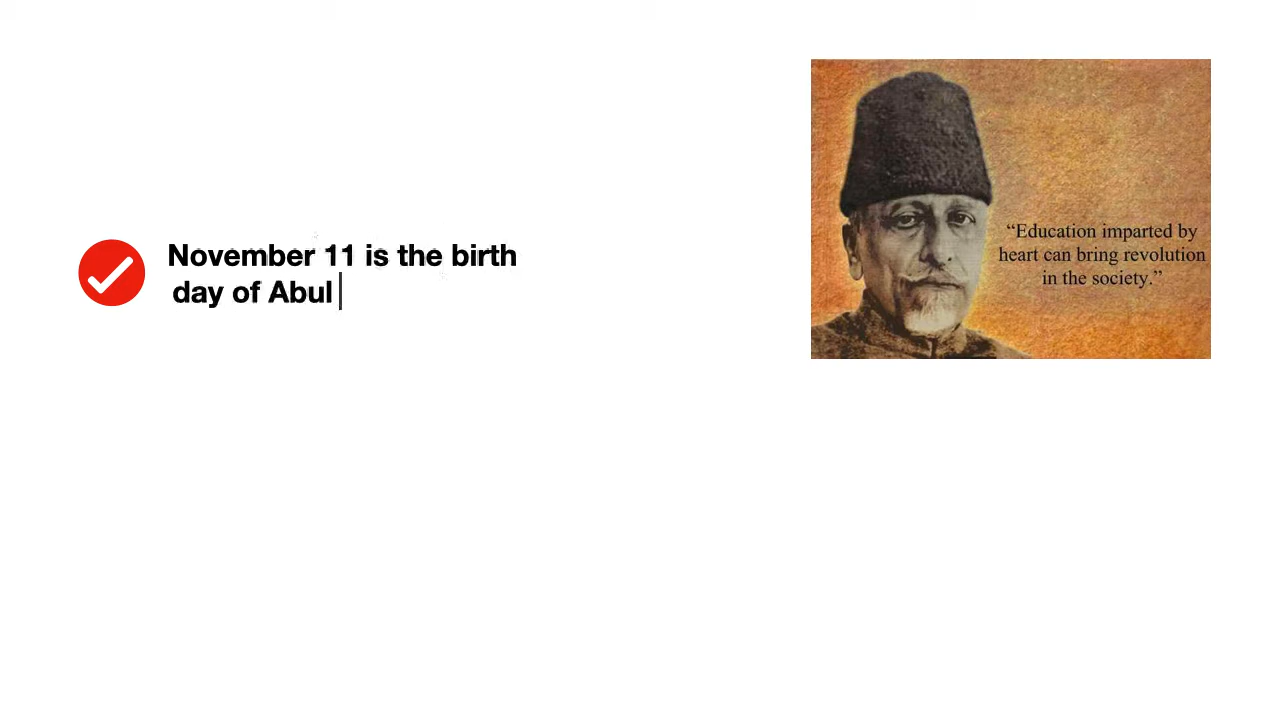 November 11 is the birth
day of Abul
“Education imparted by
heart can bring revolution
in the society.”